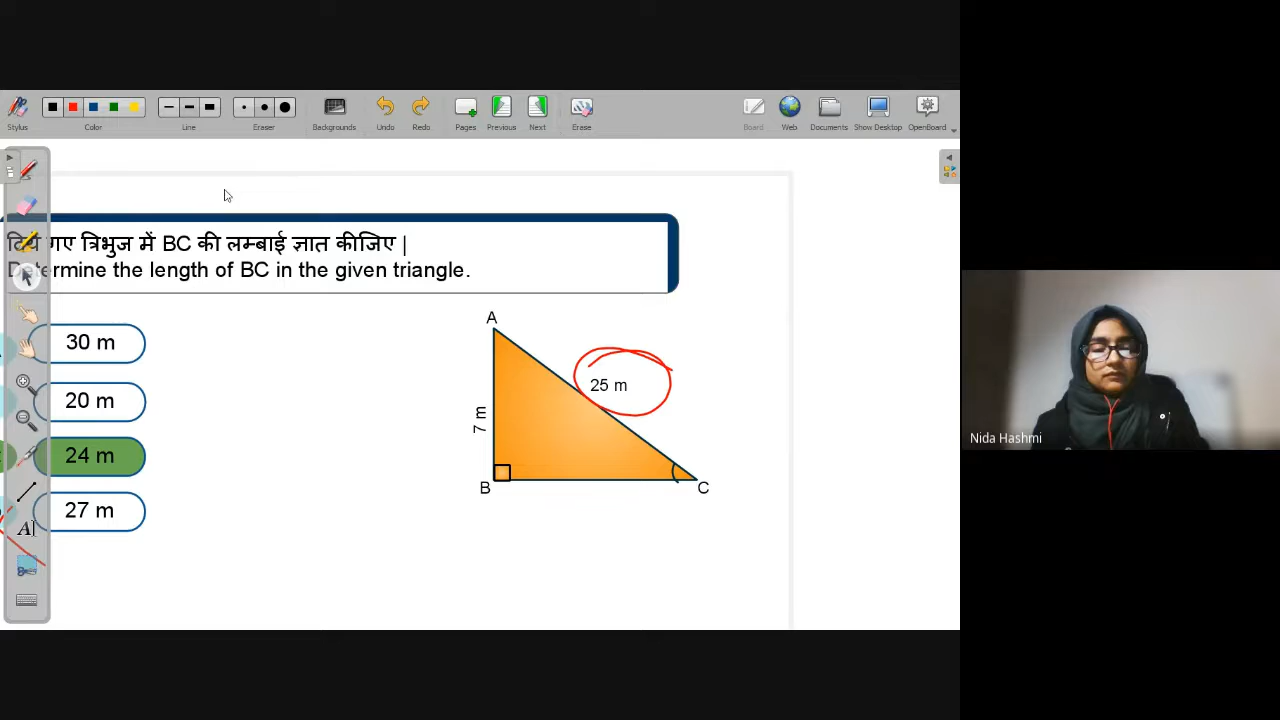 Stylus
Color
Line
Eraser
Backgrounds
Undo
Redo
Pages
Previous
Next
Erase
Board
Web
Documents
Show Desktop
OpenBoard
दिये गए त्रिभुज में BC की लम्बाई ज्ञात कीजिए |
Determine the length of BC in the given triangle.
30 m
20 m
24 m
27 m
A
25 m
7 m
B
C
Nida Hashmi